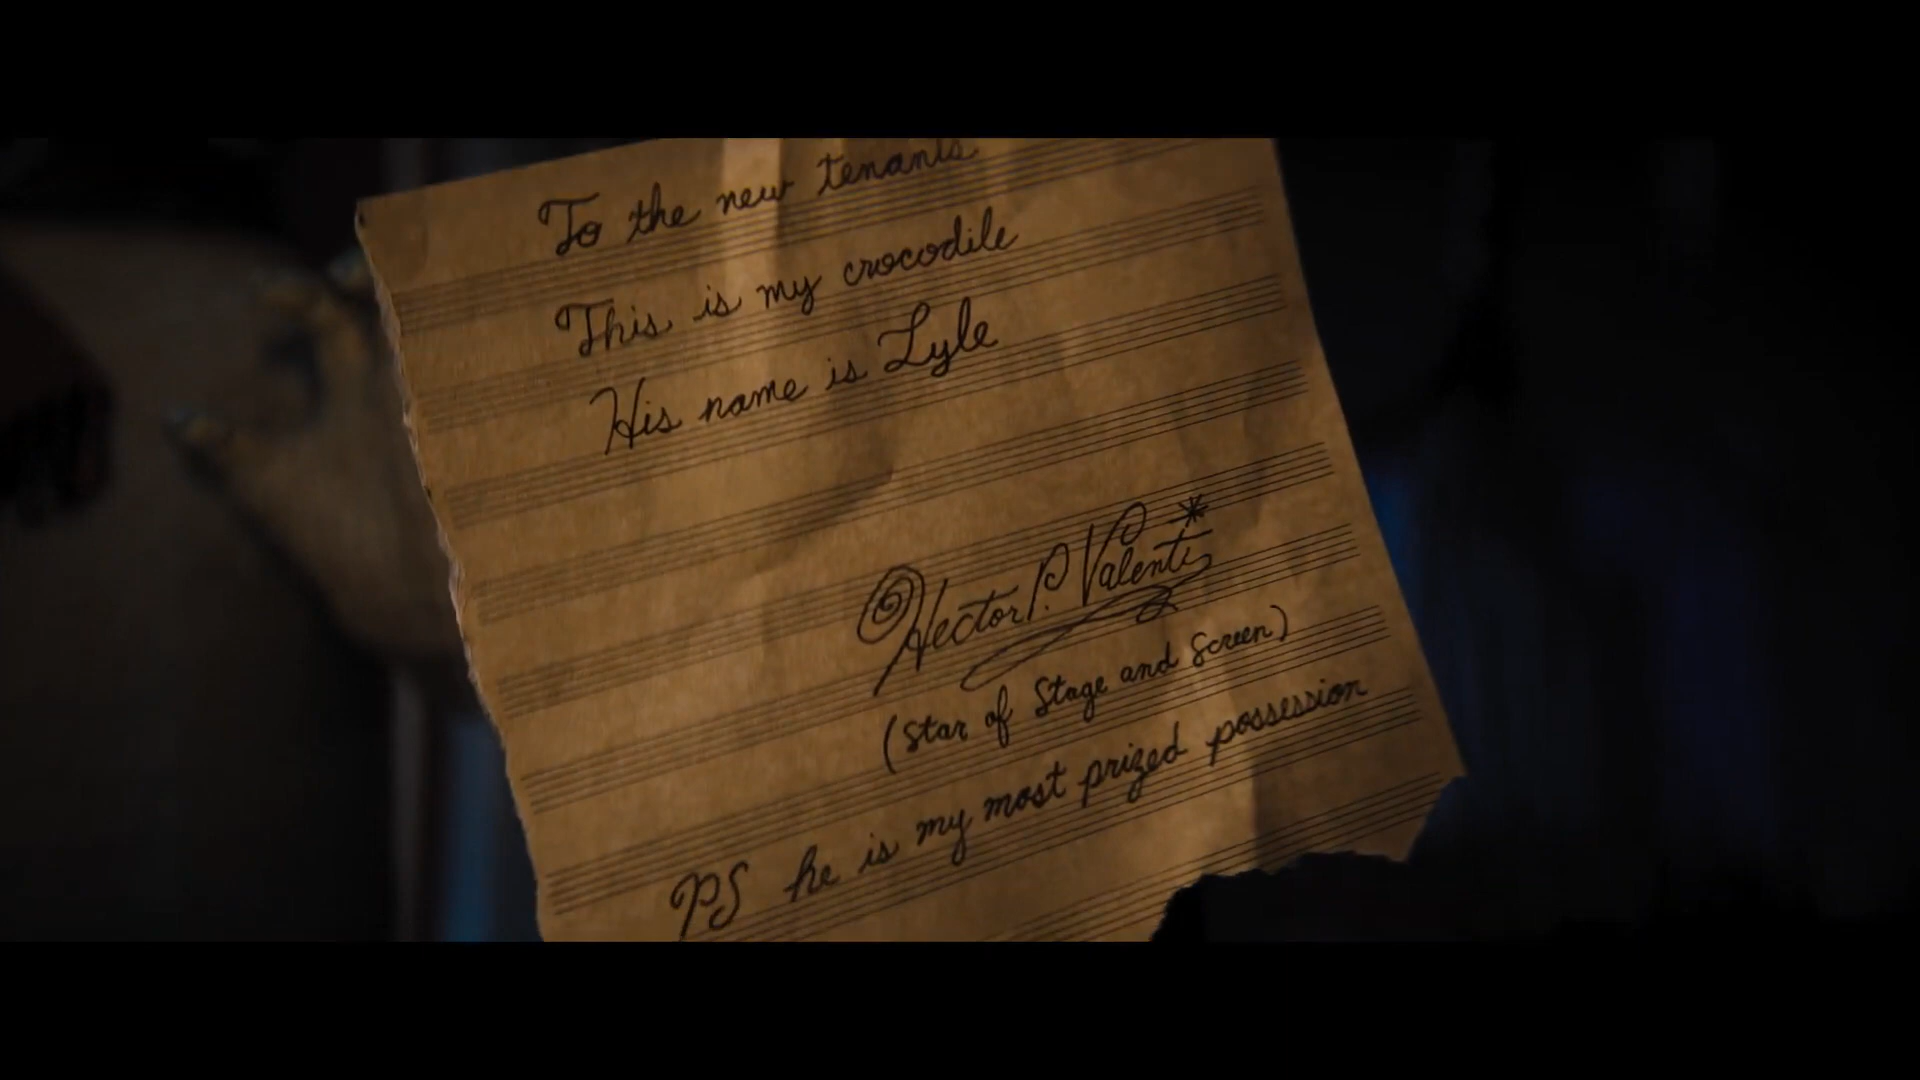 To the new tenants
This is my crocodile
His name is Lyle
Hector P. Valenti *
(Star of Stage and Screen)
PS he is my most prized possession